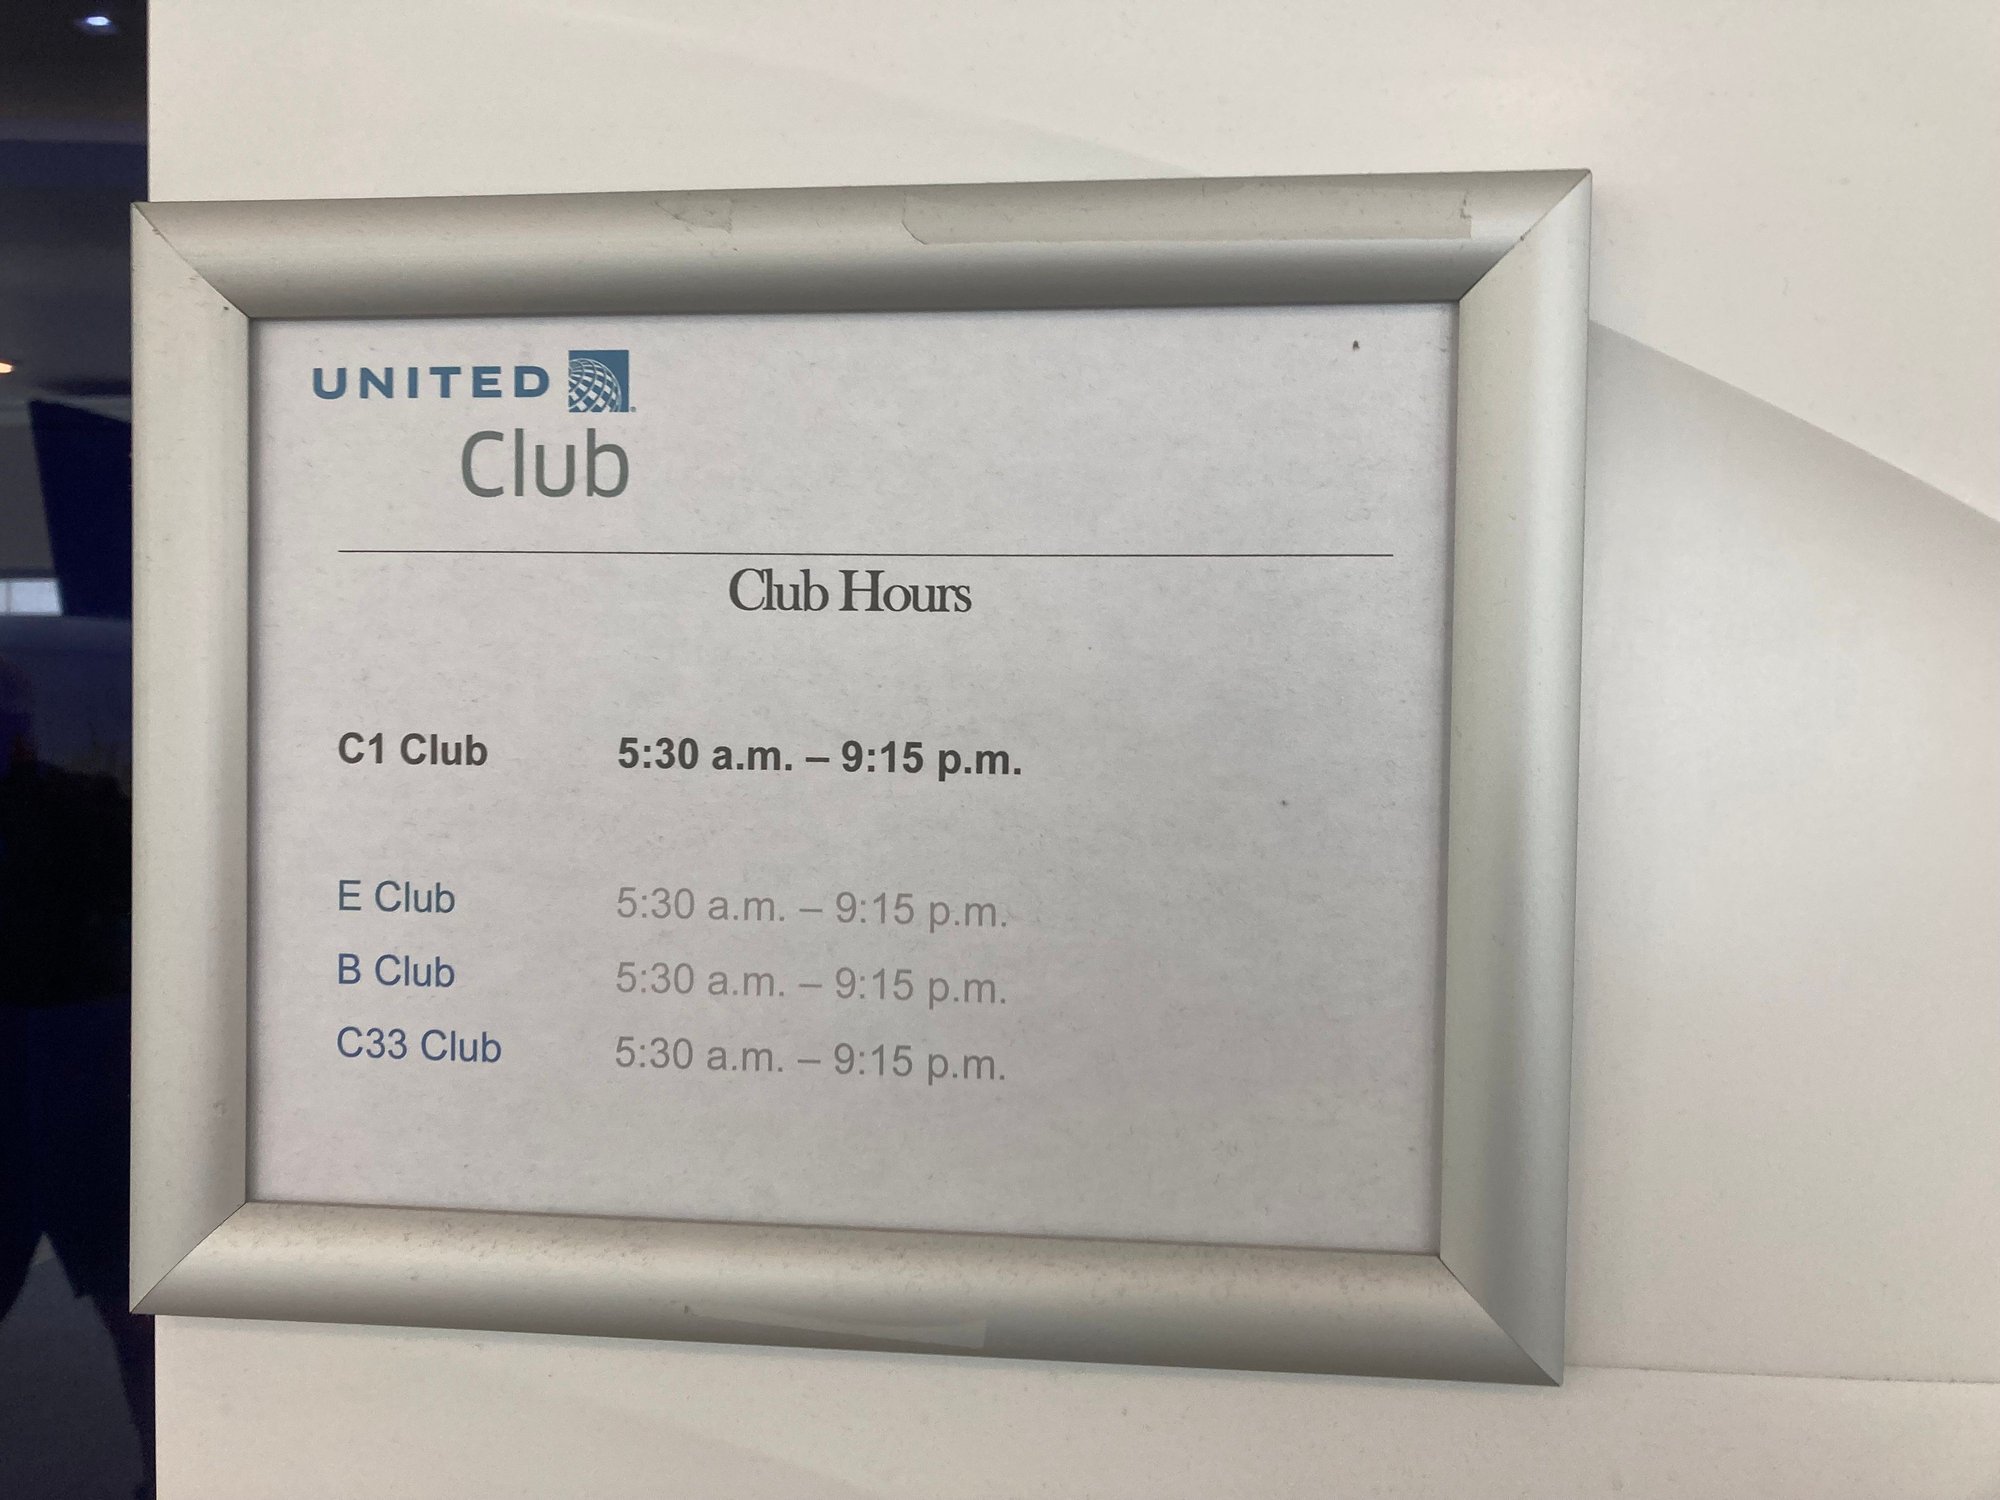 UNITED
Club
Club Hours
C1 Club 5:30 a.m. – 9:15 p.m.
E Club 5:30 a.m. – 9:15 p.m.
B Club 5:30 a.m. – 9:15 p.m.
C33 Club 5:30 a.m. – 9:15 p.m.